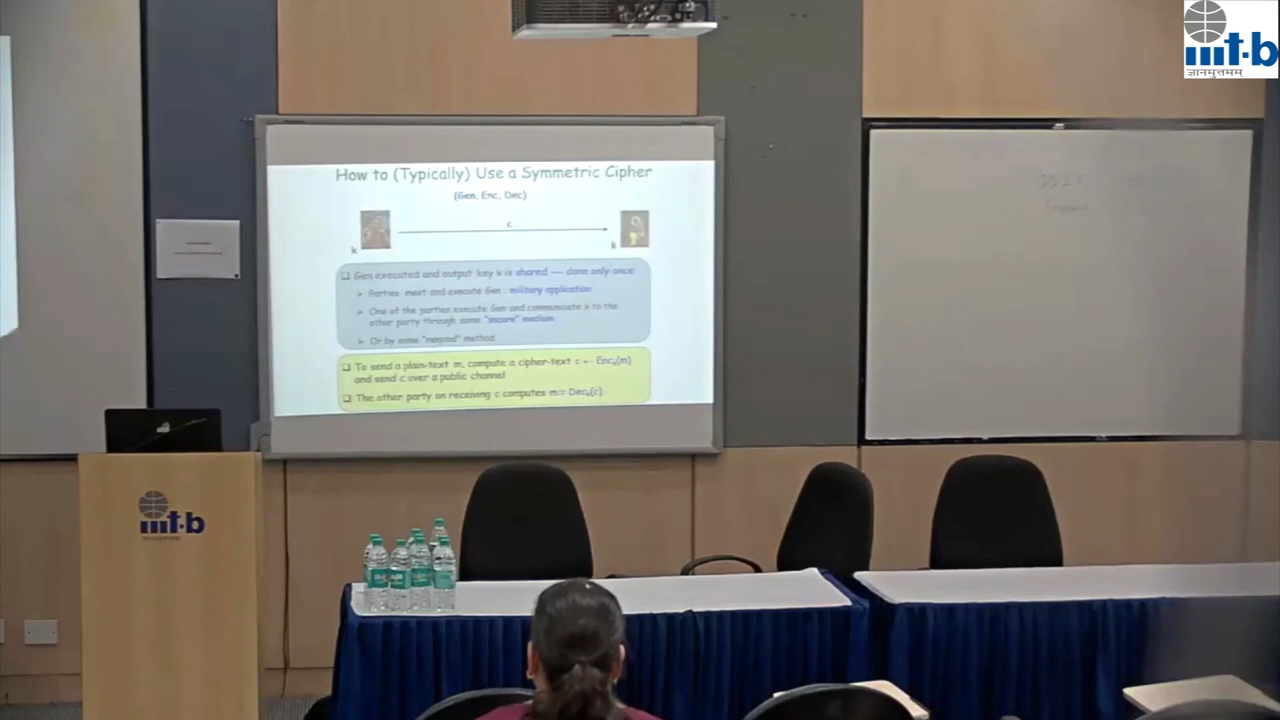 iiit-b
ज्ञानमुत्तमम्
How to (Typically) Use a Symmetric Cipher
(Gen, Enc, Dec)
c
k
k
❑ Gen executed and output key k is shared --- done only once
➢ Parties meet and execute Gen : military application
➢ One of the parties execute Gen and communicate k to the
other party through some "secure" medium
➢ Or by some "magical" method
❑ To send a plain-text m, compute a cipher-text c ← Encₖ(m)
and send c over a public channel
❑ The other party on receiving c computes m:= Decₖ(c)
iiit-b